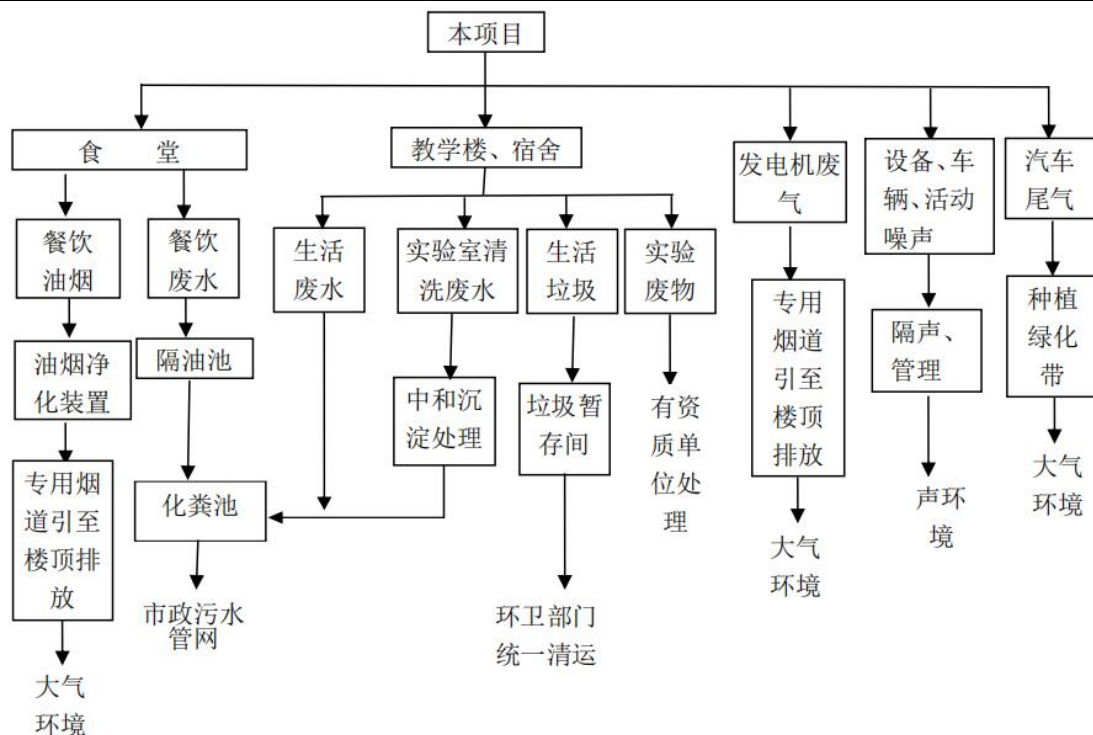 本项目
食 堂
教学楼、宿舍
发电机废
气
设备、车
辆、活动
噪声
汽车
尾气
餐饮
油烟
餐饮
废水
生活
废水
实验室清
洗废水
生活
垃圾
实验
废物
油烟净
化装置
隔油池
中和沉
淀处理
垃圾暂
存间
有资
质单
位处
理
专用
烟道
引至
楼顶
排放
隔声、
管理
种植
绿化
带
专用烟
道引至
楼顶排
放
化粪池
大气
环境
声环
境
大气
环境
市政污水
管网
环卫部门
统一清运
大气
环境